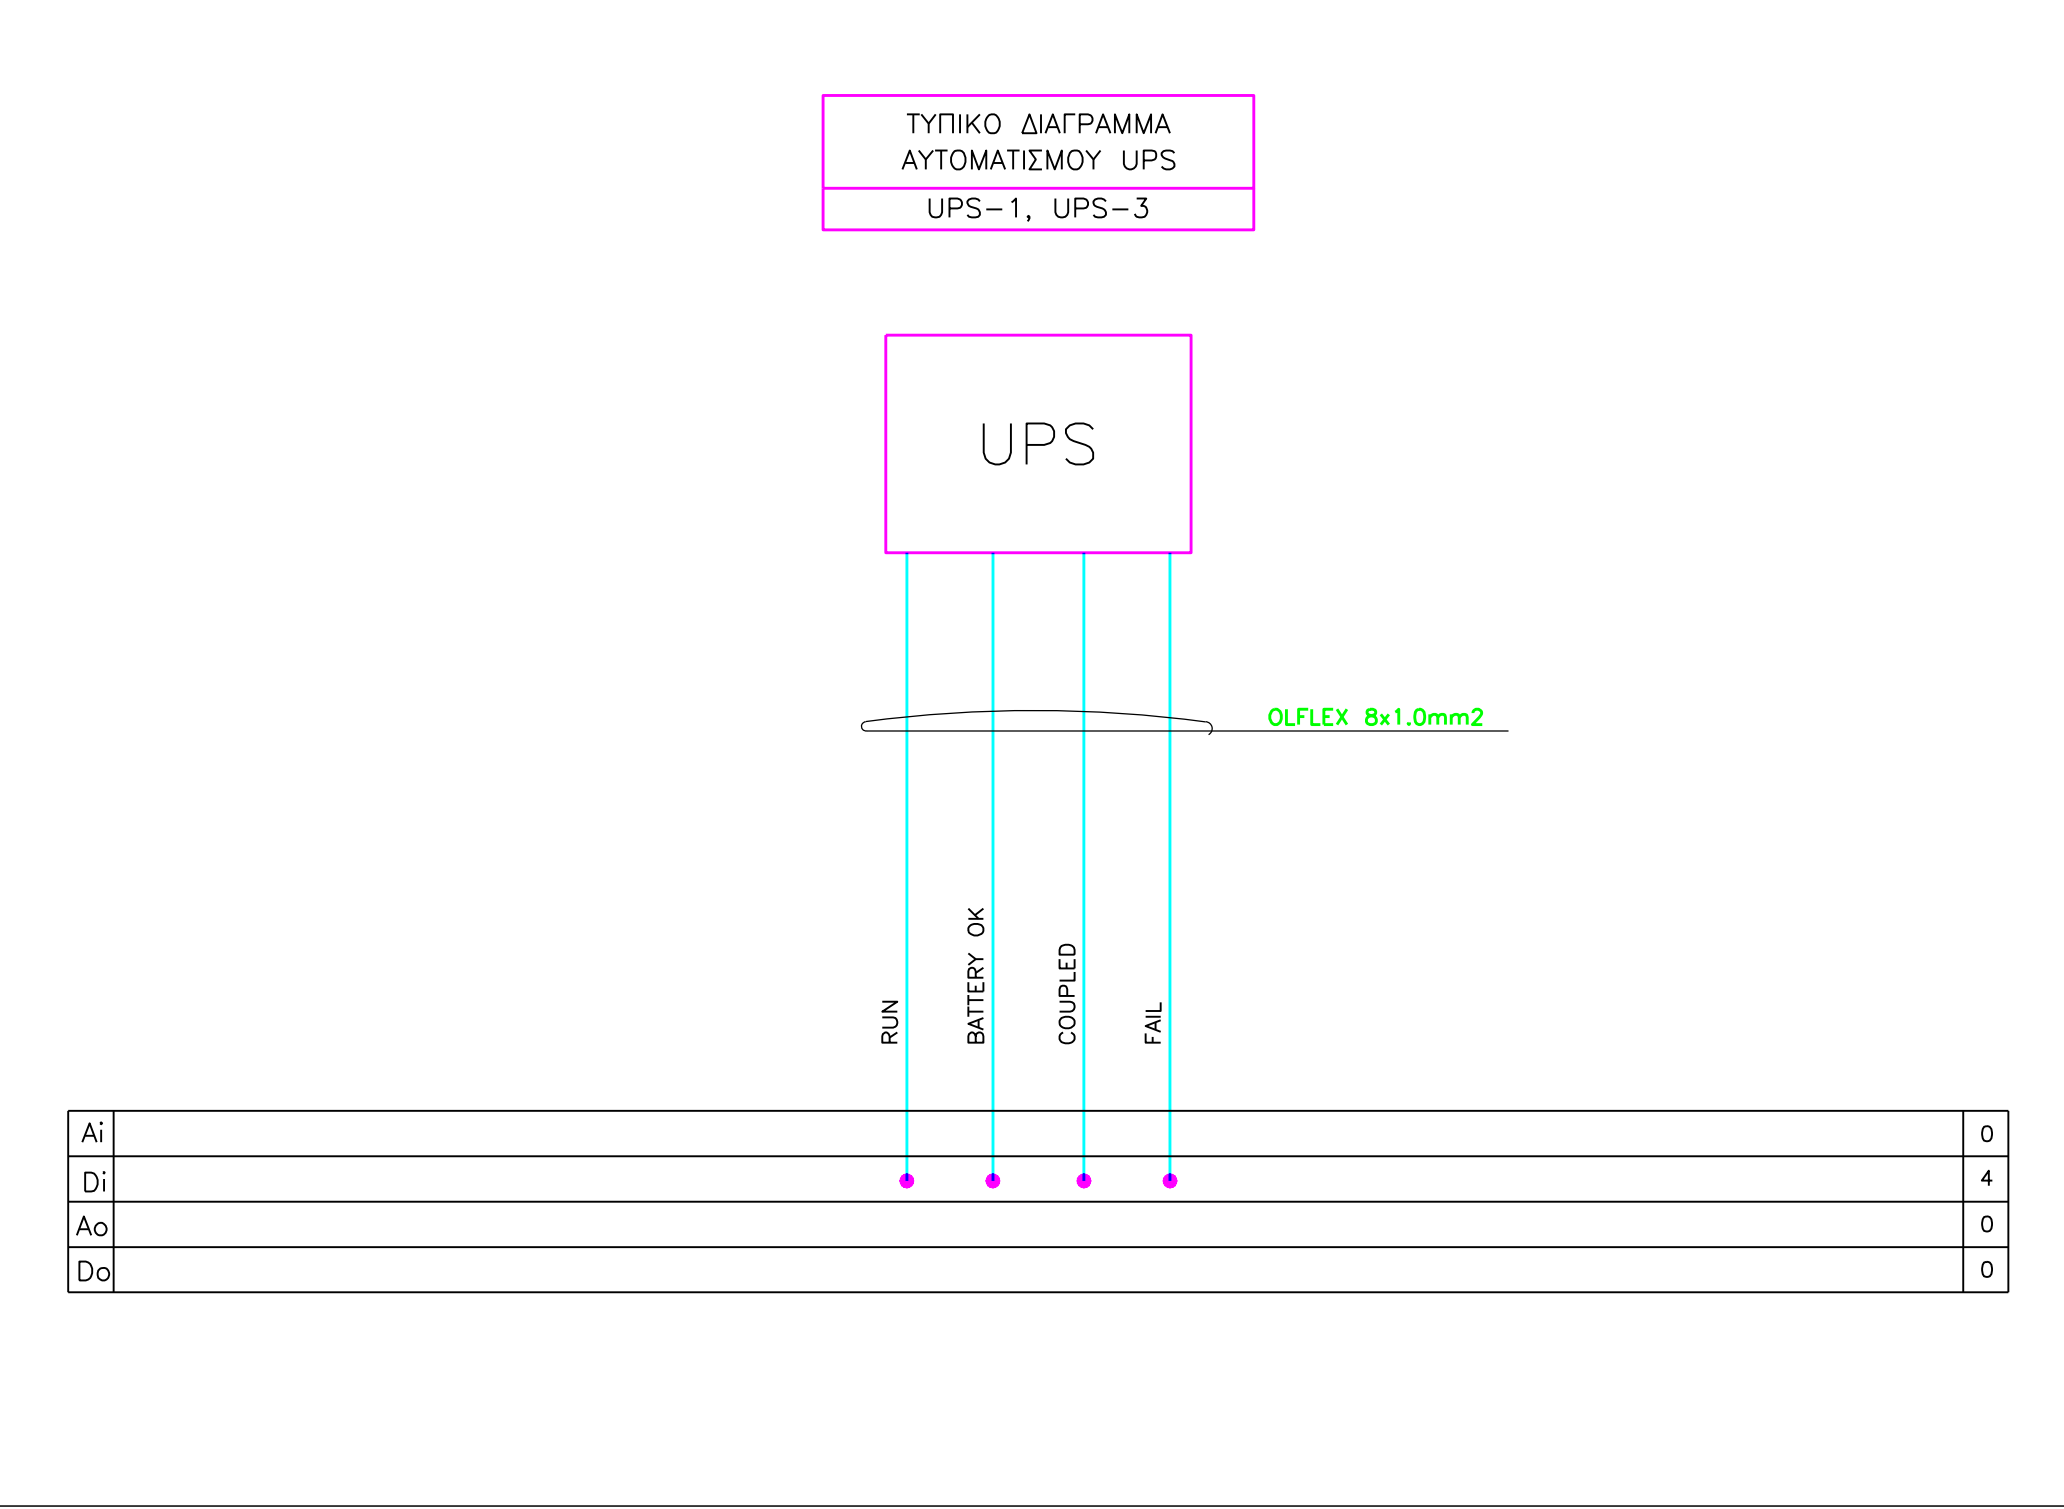 ΤΥΠΙΚΟ ΔΙΑΓΡΑΜΜΑ
ΑΥΤΟΜΑΤΙΣΜΟΥ UPS
UPS-1, UPS-3
UPS
OLFLEX 8x1.0mm2
RUN
BATTERY OK
COUPLED
FAIL
Ai 0
Di 4
Ao 0
Do 0